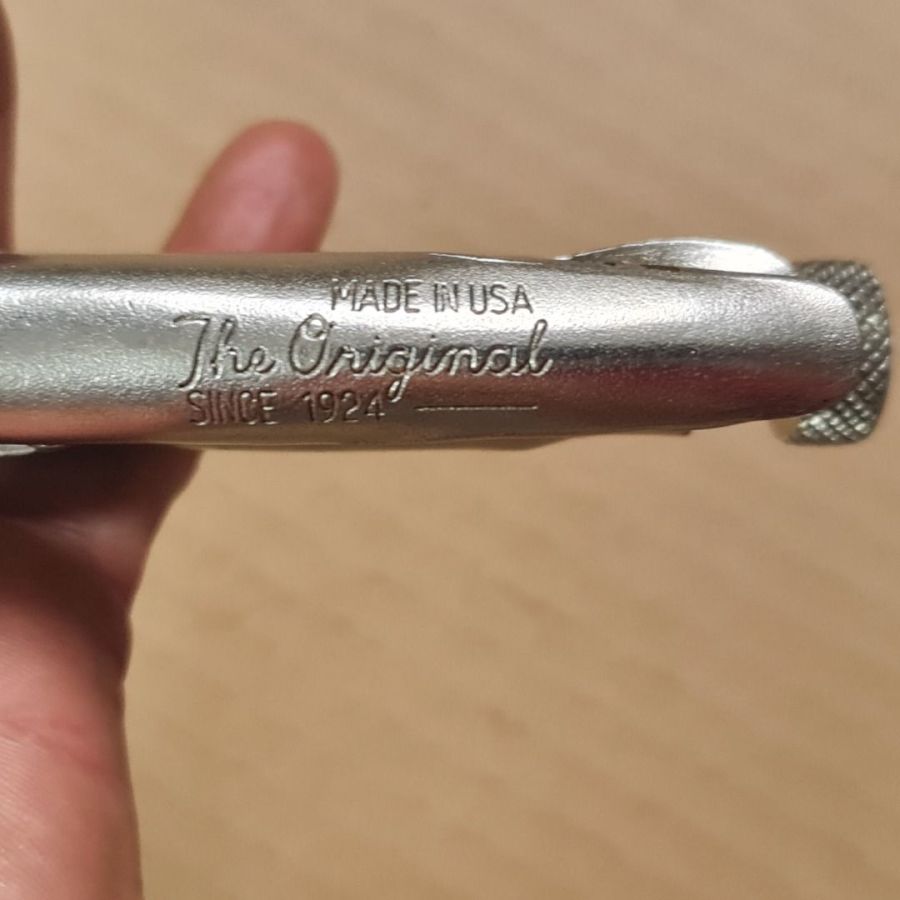 MADE IN USA
The Original
SINCE 1924